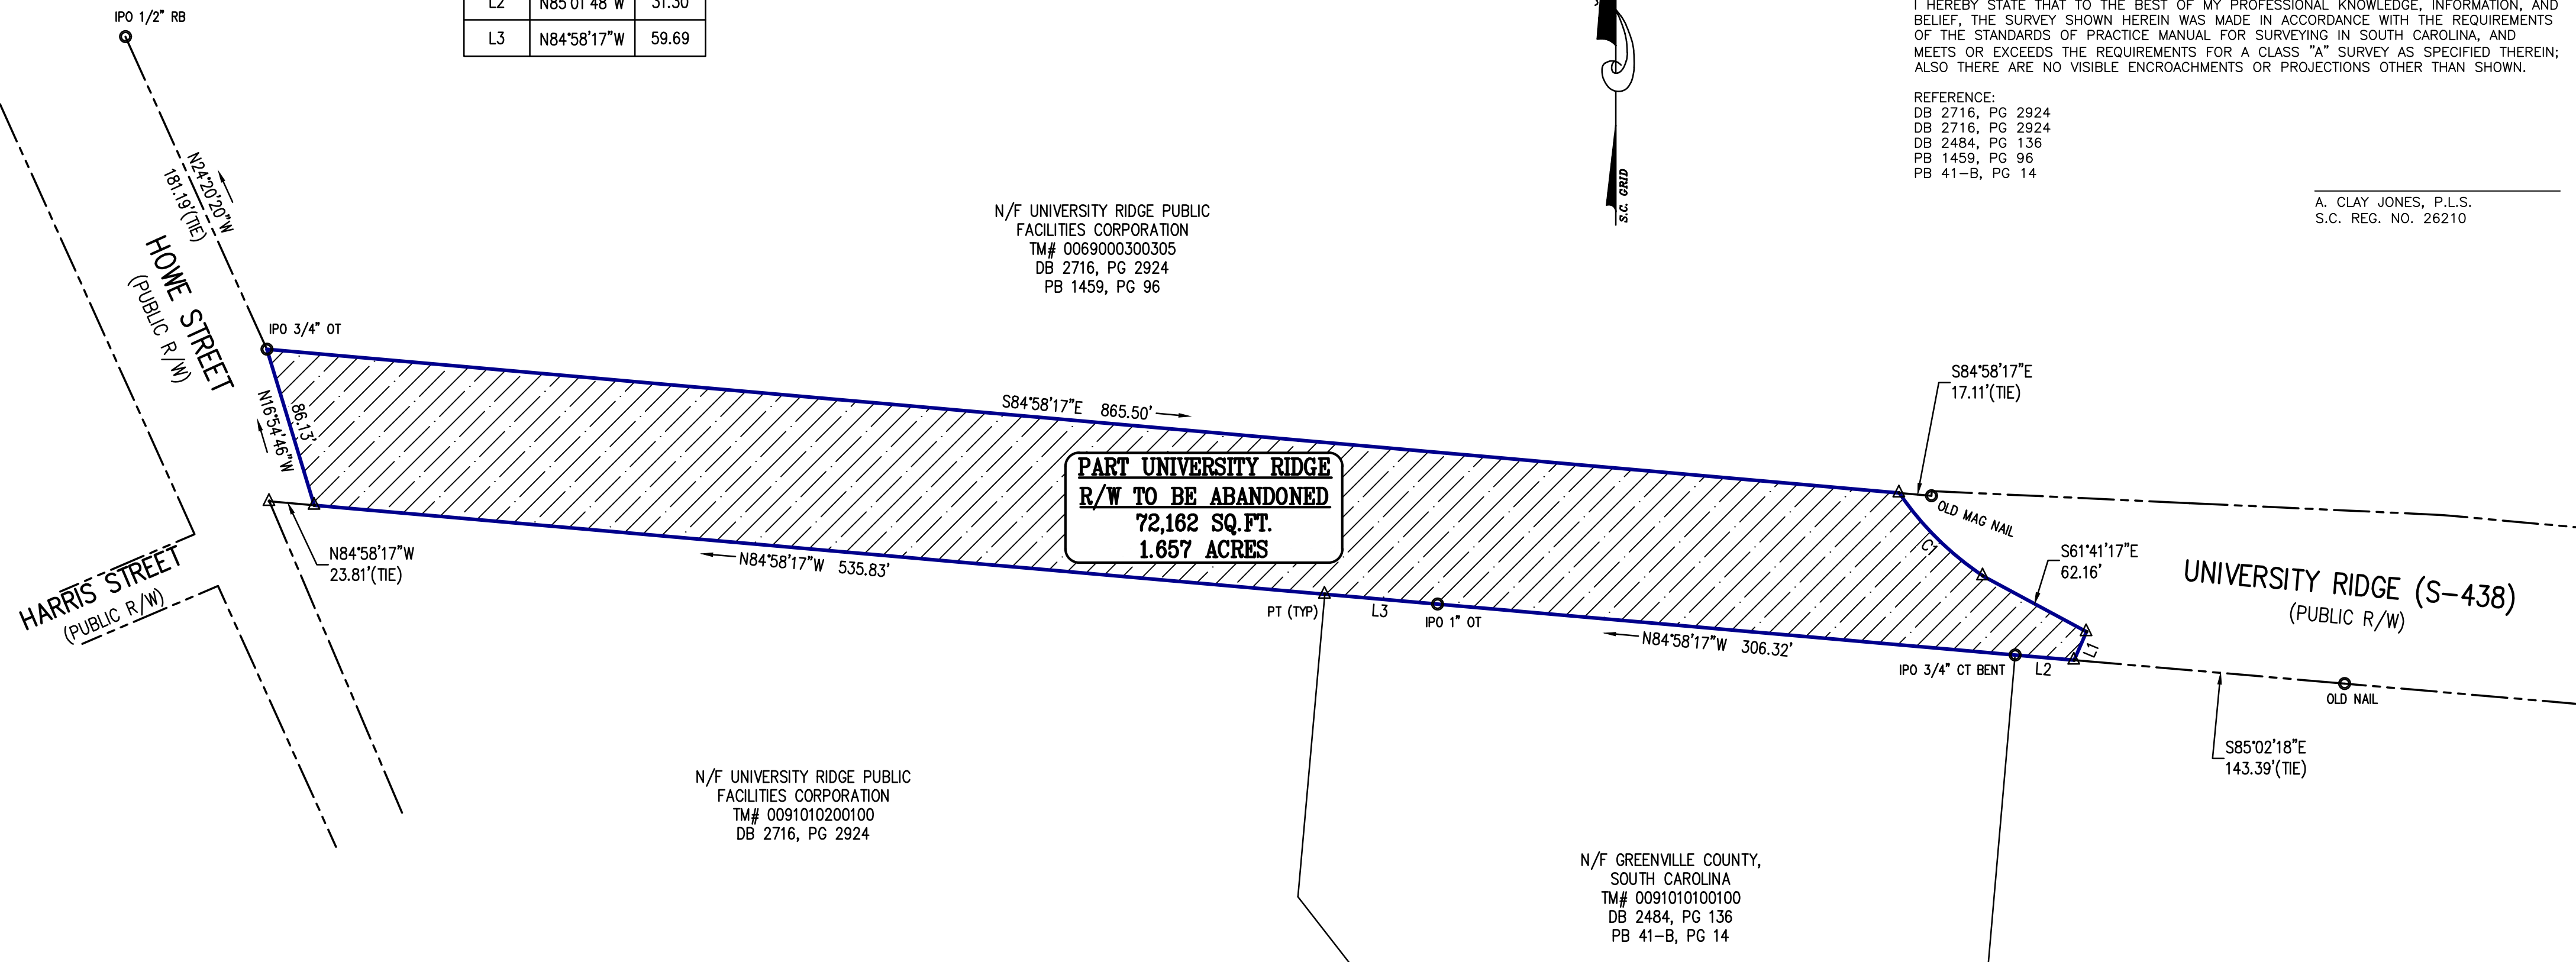 IPO 1/2" RB
L2 N85°01'48"W 31.30
L3 N84°58'17"W 59.69
I HEREBY STATE THAT TO THE BEST OF MY PROFESSIONAL KNOWLEDGE, INFORMATION, AND
BELIEF, THE SURVEY SHOWN HEREIN WAS MADE IN ACCORDANCE WITH THE REQUIREMENTS
OF THE STANDARDS OF PRACTICE MANUAL FOR SURVEYING IN SOUTH CAROLINA, AND
MEETS OR EXCEEDS THE REQUIREMENTS FOR A CLASS "A" SURVEY AS SPECIFIED THEREIN;
ALSO THERE ARE NO VISIBLE ENCROACHMENTS OR PROJECTIONS OTHER THAN SHOWN.
REFERENCE:
DB 2716, PG 2924
DB 2716, PG 2924
DB 2484, PG 136
PB 1459, PG 96
PB 41-B, PG 14
A. CLAY JONES, P.L.S.
S.C. REG. NO. 26210
S.C. GRID
N24°20'20"W
181.19'(TIE)
HOWE STREET
(PUBLIC R/W)
N/F UNIVERSITY RIDGE PUBLIC
FACILITIES CORPORATION
TM# 0069000300305
DB 2716, PG 2924
PB 1459, PG 96
IPO 3/4" OT
N16°54'46"W
86.13'
S84°58'17"E 865.50'
S84°58'17"E
17.11'(TIE)
OLD MAG NAIL
C1
PART UNIVERSITY RIDGE
R/W TO BE ABANDONED
72,162 SQ.FT.
1.657 ACRES
N84°58'17"W
23.81'(TIE)
HARRIS STREET
(PUBLIC R/W)
N84°58'17"W 535.83'
PT (TYP)
L3
IPO 1" OT
N84°58'17"W 306.32'
S61°41'17"E
62.16'
L1
IPO 3/4" CT BENT
L2
UNIVERSITY RIDGE (S-438)
(PUBLIC R/W)
OLD NAIL
S85°02'18"E
143.39'(TIE)
N/F UNIVERSITY RIDGE PUBLIC
FACILITIES CORPORATION
TM# 0091010200100
DB 2716, PG 2924
N/F GREENVILLE COUNTY,
SOUTH CAROLINA
TM# 0091010100100
DB 2484, PG 136
PB 41-B, PG 14